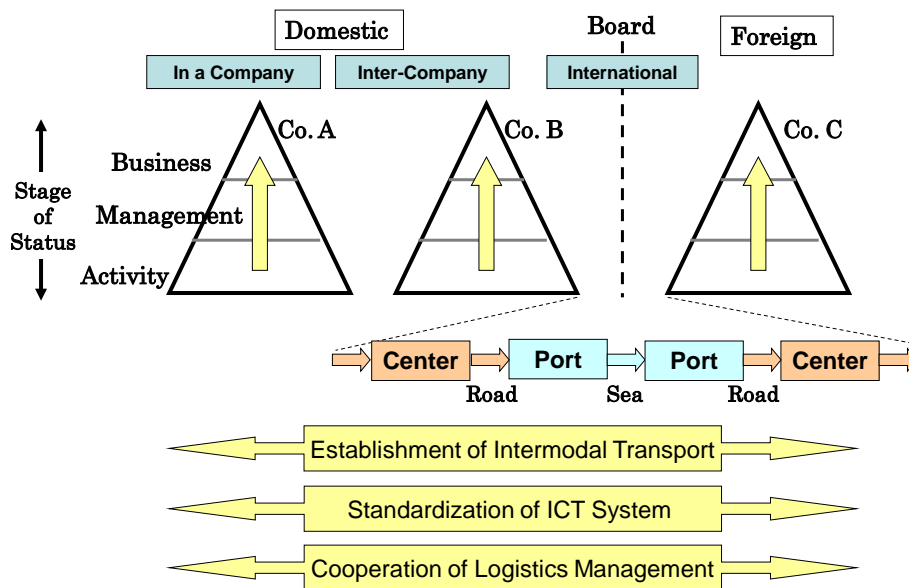 Domestic
Board
Foreign
In a Company
Inter-Company
International
Co. A
Co. B
Co. C
Business
Stage
of
Status
Management
Activity
Center
Port
Port
Center
Road
Sea
Road
Establishment of Intermodal Transport
Standardization of ICT System
Cooperation of Logistics Management